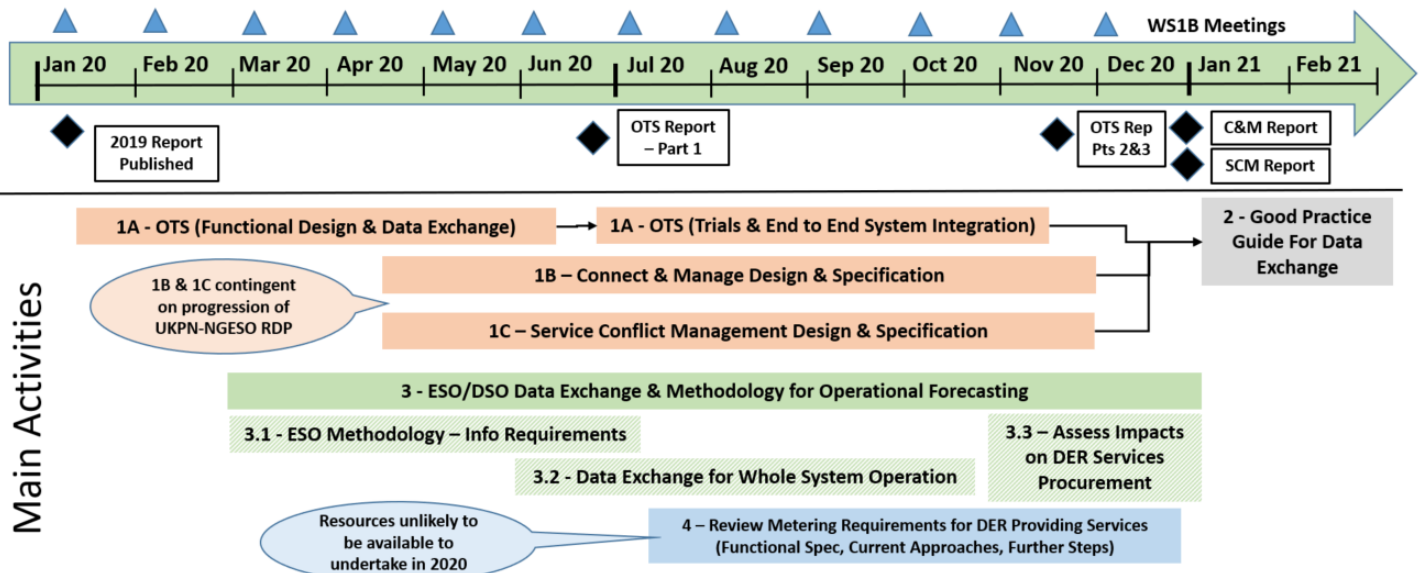 WS1B Meetings
Jan 20 Feb 20 Mar 20 Apr 20 May 20 Jun 20 Jul 20 Aug 20 Sep 20 Oct 20 Nov 20 Dec 20 Jan 21 Feb 21
2019 Report
Published
OTS Report
– Part 1
OTS Rep
Pts 2&3
C&M Report
SCM Report
Main Activities
1A - OTS (Functional Design & Data Exchange)
1A - OTS (Trials & End to End System Integration)
2 - Good Practice
Guide For Data
Exchange
1B – Connect & Manage Design & Specification
1B & 1C contingent
on progression of
UKPN-NGESO RDP
1C – Service Conflict Management Design & Specification
3 - ESO/DSO Data Exchange & Methodology for Operational Forecasting
3.1 - ESO Methodology – Info Requirements
3.2 - Data Exchange for Whole System Operation
3.3 – Assess Impacts
on DER Services
Procurement
Resources unlikely to
be available to
undertake in 2020
4 – Review Metering Requirements for DER Providing Services
(Functional Spec, Current Approaches, Further Steps)